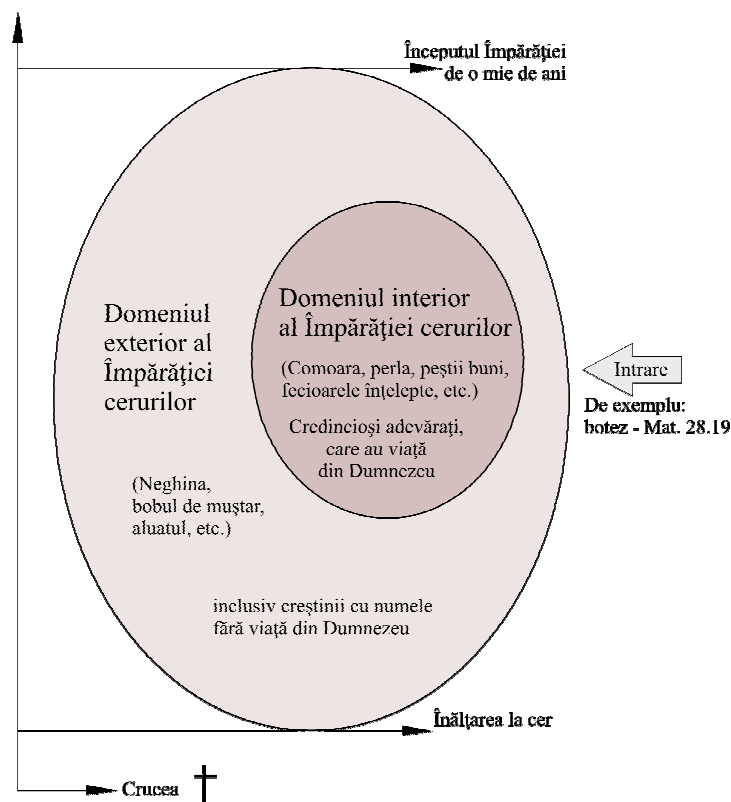 Începutul Împărăţiei
de o mie de ani
Domeniul
exterior al
Împărăţiei
cerurilor
Domeniul interior
al Împărăţiei cerurilor
(Comoara, perla, peştii buni,
fecioarele înţelepte, etc.)
Credincioşi adevăraţi,
care au viaţă
din Dumnezeu
Intrare
De exemplu:
botez - Mat. 28.19
(Neghina,
bobul de muştar,
aluatul, etc.)
inclusiv creştinii cu numele
fără viaţă din Dumnezeu
Înălţarea la cer
Crucea